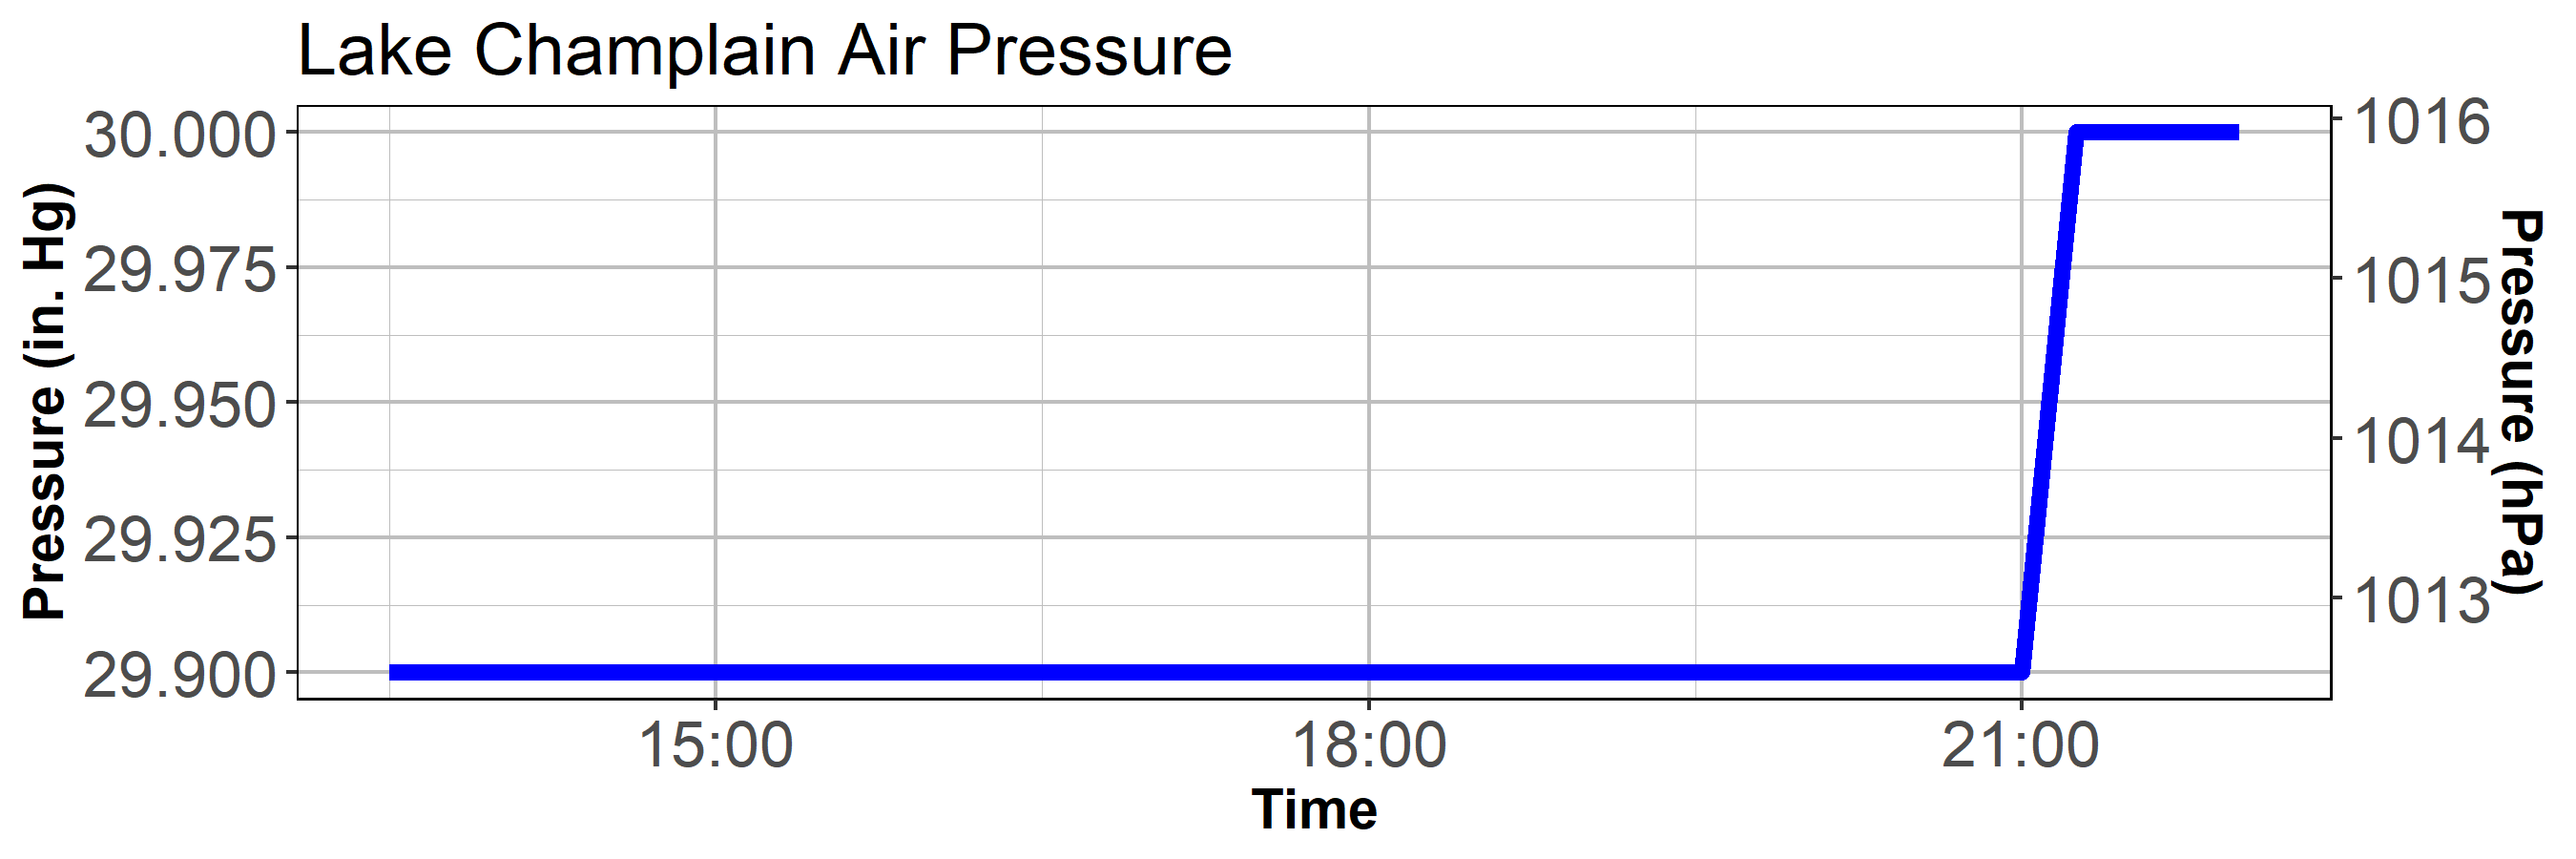 Lake Champlain Air Pressure
Pressure (in. Hg)
30.000
29.975
29.950
29.925
29.900
1016
1015
1014
1013
Pressure (hPa)
15:00 18:00 21:00
Time